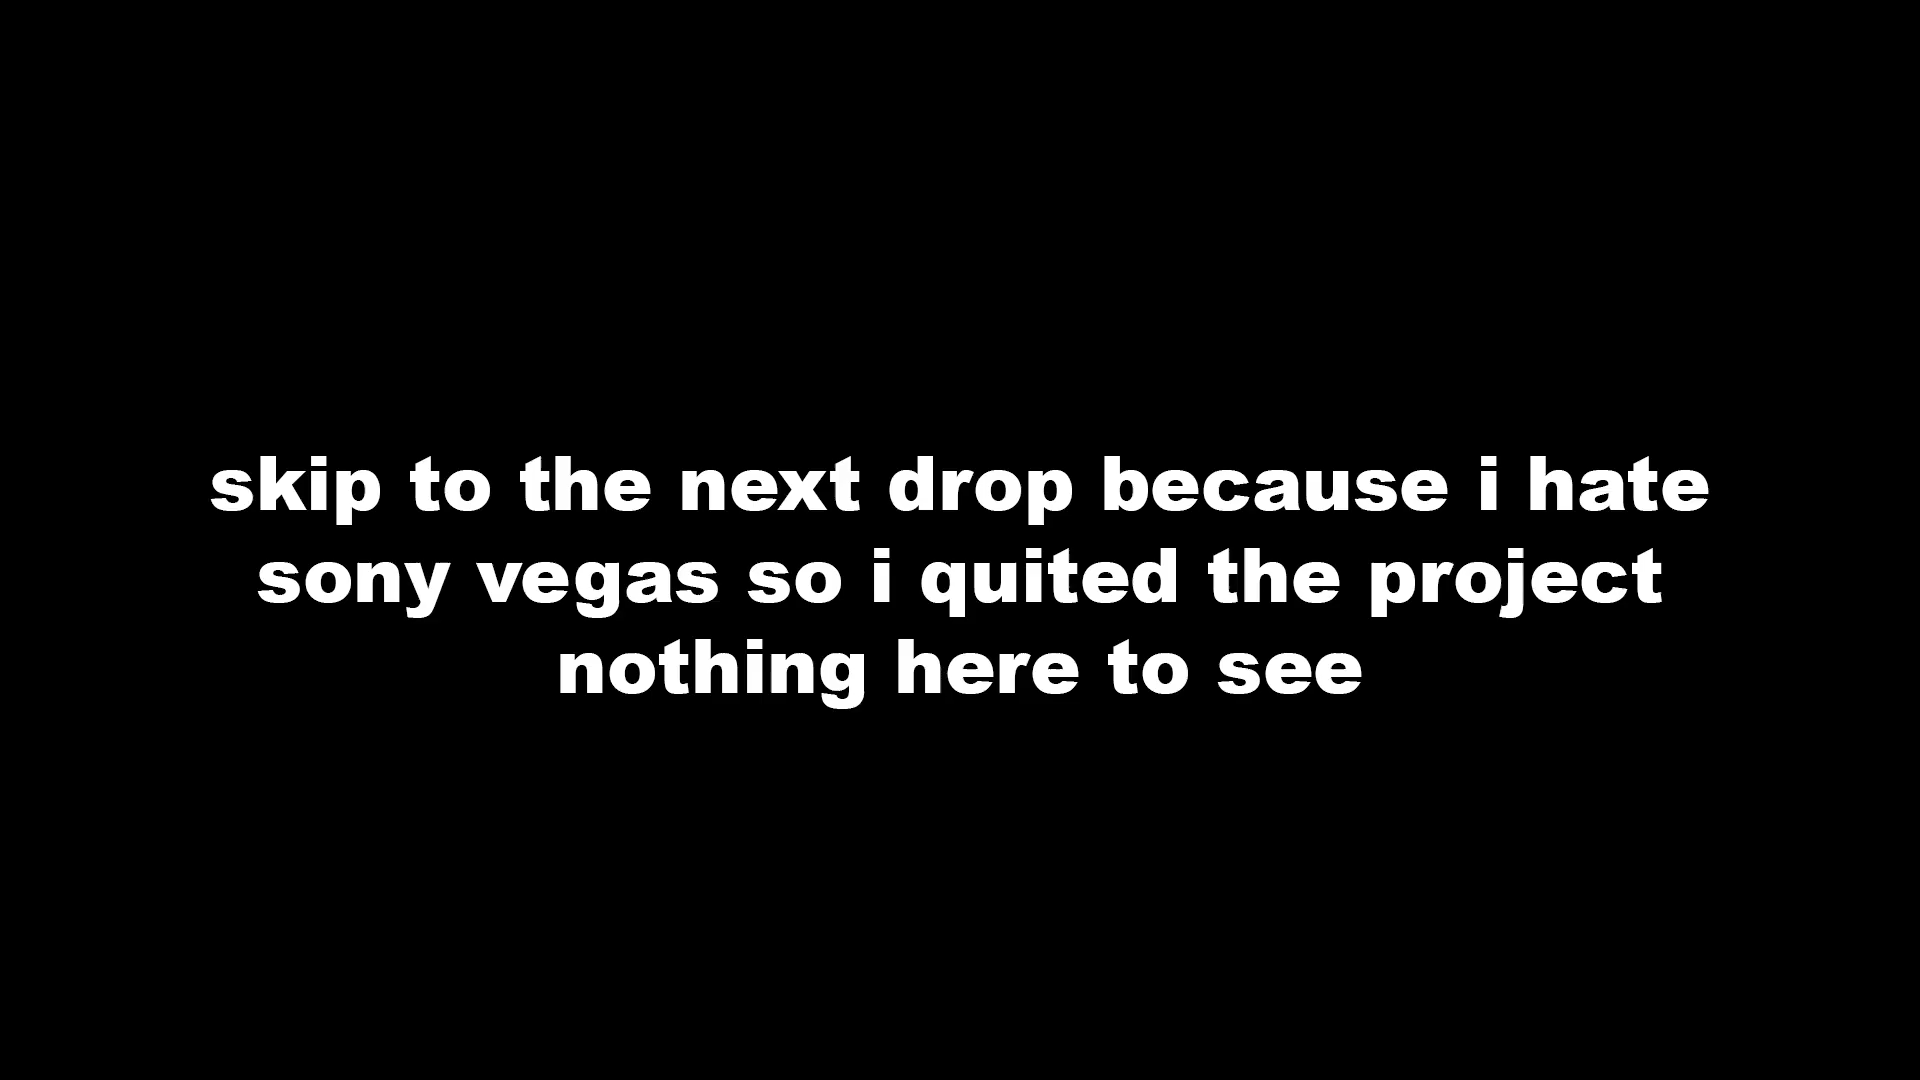 skip to the next drop because i hate
sony vegas so i quited the project
nothing here to see